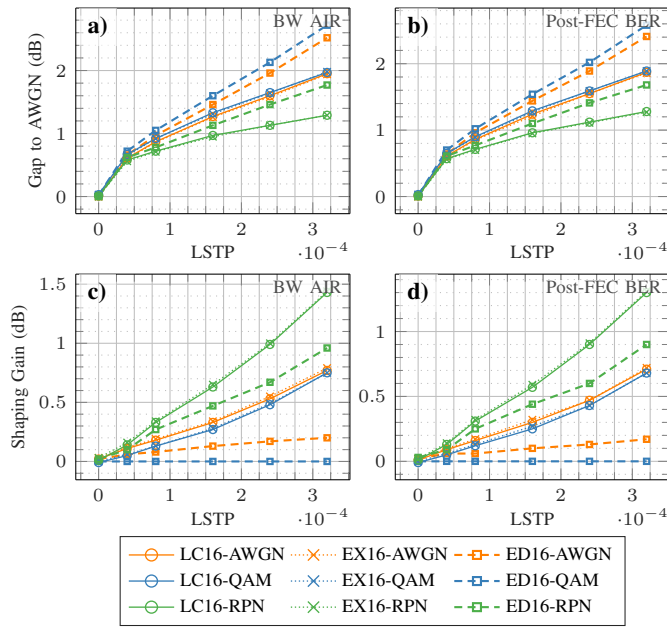 a)
BW AIR
Gap to AWGN (dB)
2
1
0
0
1
2
3
LSTP
·10⁻⁴
b)
Post-FEC BER
2
1
0
0
1
2
3
LSTP
·10⁻⁴
c)
BW AIR
Shaping Gain (dB)
1.5
1
0.5
0
0
1
2
3
LSTP
·10⁻⁴
d)
Post-FEC BER
1
0.5
0
0
1
2
3
LSTP
·10⁻⁴
LC16-AWGN EX16-AWGN ED16-AWGN
LC16-QAM EX16-QAM ED16-QAM
LC16-RPN EX16-RPN ED16-RPN